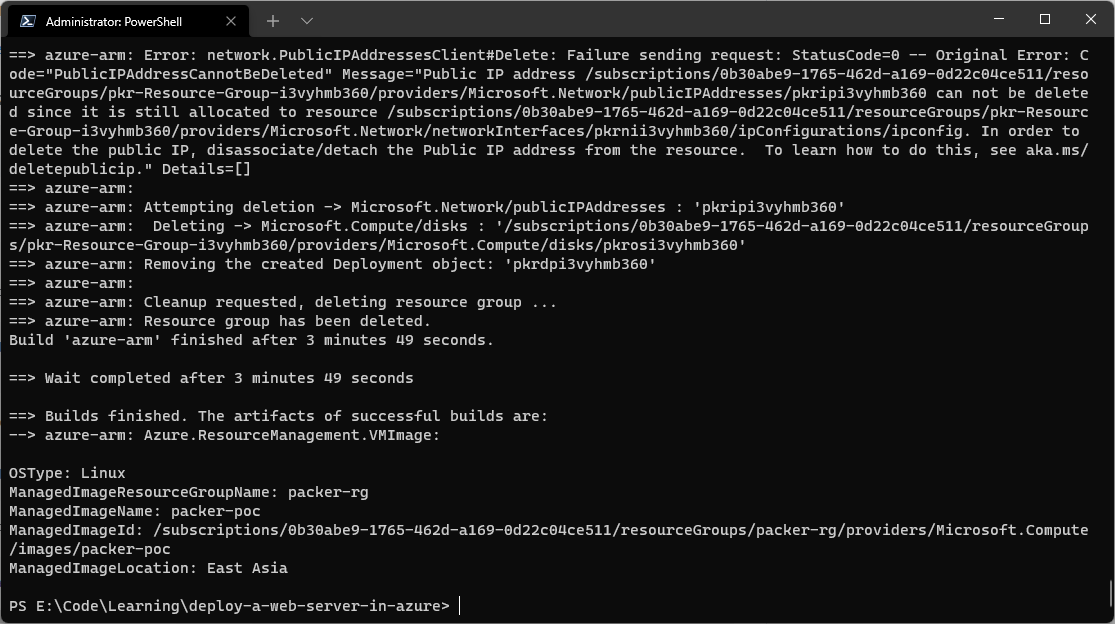 Administrator: PowerShell
==> azure-arm: Error: network.PublicIPAddressesClient#Delete: Failure sending request: StatusCode=0 -- Original Error: C
ode="PublicIPAddressCannotBeDeleted" Message="Public IP address /subscriptions/0b30abe9-1765-462d-a169-0d22c04ce511/reso
urceGroups/pkr-Resource-Group-i3vyhmb360/providers/Microsoft.Network/publicIPAddresses/pkripi3vyhmb360 can not be delete
d since it is still allocated to resource /subscriptions/0b30abe9-1765-462d-a169-0d22c04ce511/resourceGroups/pkr-Resourc
e-Group-i3vyhmb360/providers/Microsoft.Network/networkInterfaces/pkrnii3vyhmb360/ipConfigurations/ipconfig. In order to
delete the public IP, disassociate/detach the Public IP address from the resource.  To learn how to do this, see aka.ms/
deletepublicip." Details=[]
==> azure-arm:
==> azure-arm: Attempting deletion -> Microsoft.Network/publicIPAddresses : 'pkripi3vyhmb360'
==> azure-arm:  Deleting -> Microsoft.Compute/disks : '/subscriptions/0b30abe9-1765-462d-a169-0d22c04ce511/resourceGroup
s/pkr-Resource-Group-i3vyhmb360/providers/Microsoft.Compute/disks/pkrosi3vyhmb360'
==> azure-arm: Removing the created Deployment object: 'pkrdpi3vyhmb360'
==> azure-arm:
==> azure-arm: Cleanup requested, deleting resource group ...
==> azure-arm: Resource group has been deleted.
Build 'azure-arm' finished after 3 minutes 49 seconds.

==> Wait completed after 3 minutes 49 seconds

==> Builds finished. The artifacts of successful builds are:
--> azure-arm: Azure.ResourceManagement.VMImage:

OSType: Linux
ManagedImageResourceGroupName: packer-rg
ManagedImageName: packer-poc
ManagedImageId: /subscriptions/0b30abe9-1765-462d-a169-0d22c04ce511/resourceGroups/packer-rg/providers/Microsoft.Compute
/images/packer-poc
ManagedImageLocation: East Asia

PS E:\Code\Learning\deploy-a-web-server-in-azure>